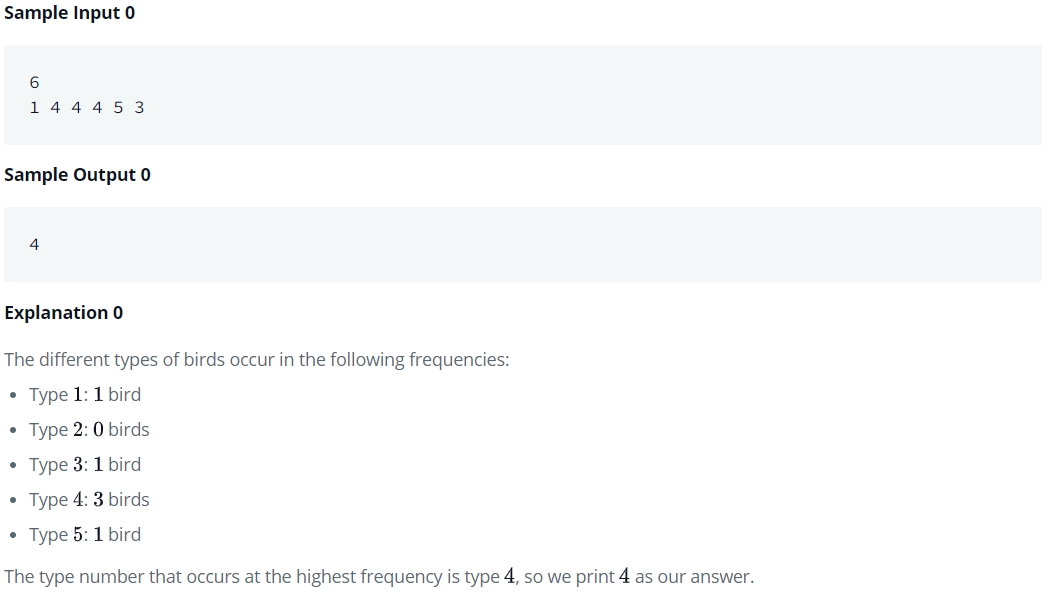 Sample Input 0
6
1 4 4 4 5 3
Sample Output 0
4
Explanation 0
The different types of birds occur in the following frequencies:
• Type 1: 1 bird
• Type 2: 0 birds
• Type 3: 1 bird
• Type 4: 3 birds
• Type 5: 1 bird
The type number that occurs at the highest frequency is type 4, so we print 4 as our answer.